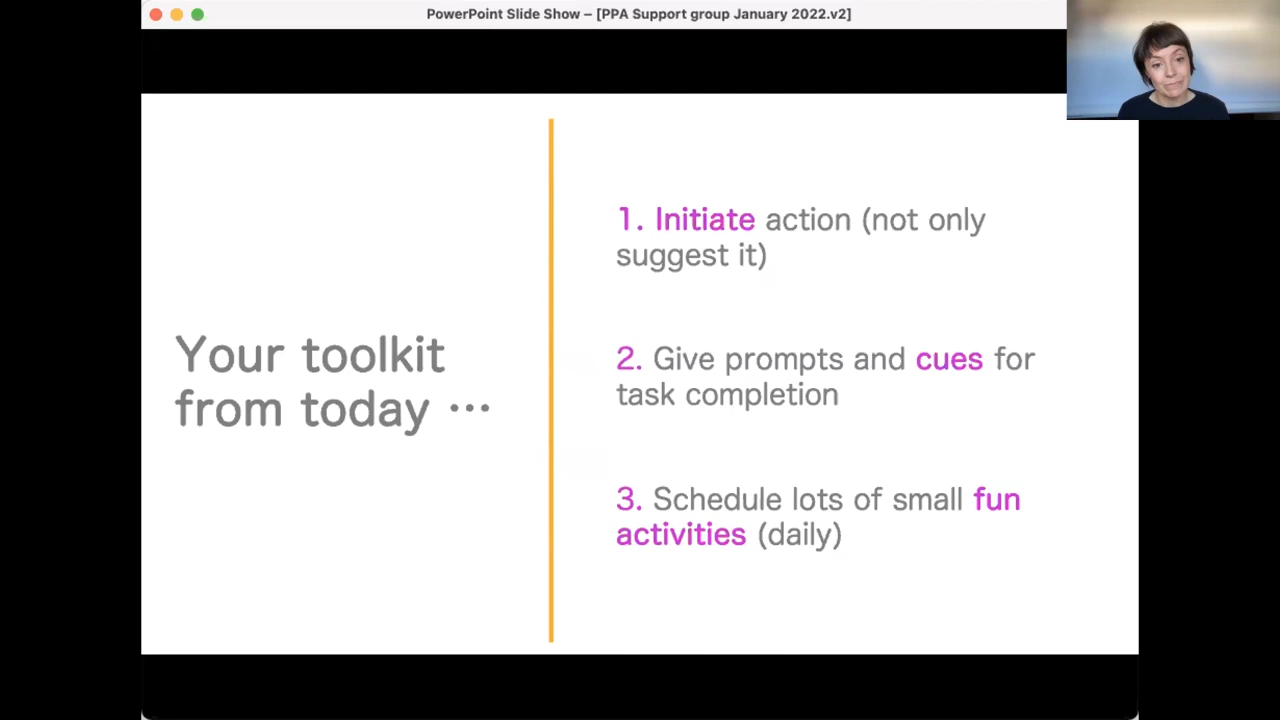 PowerPoint Slide Show – [PPA Support group January 2022.v2]
Your toolkit
from today ⋯
1. Initiate action (not only
suggest it)
2. Give prompts and cues for
task completion
3. Schedule lots of small fun
activities (daily)